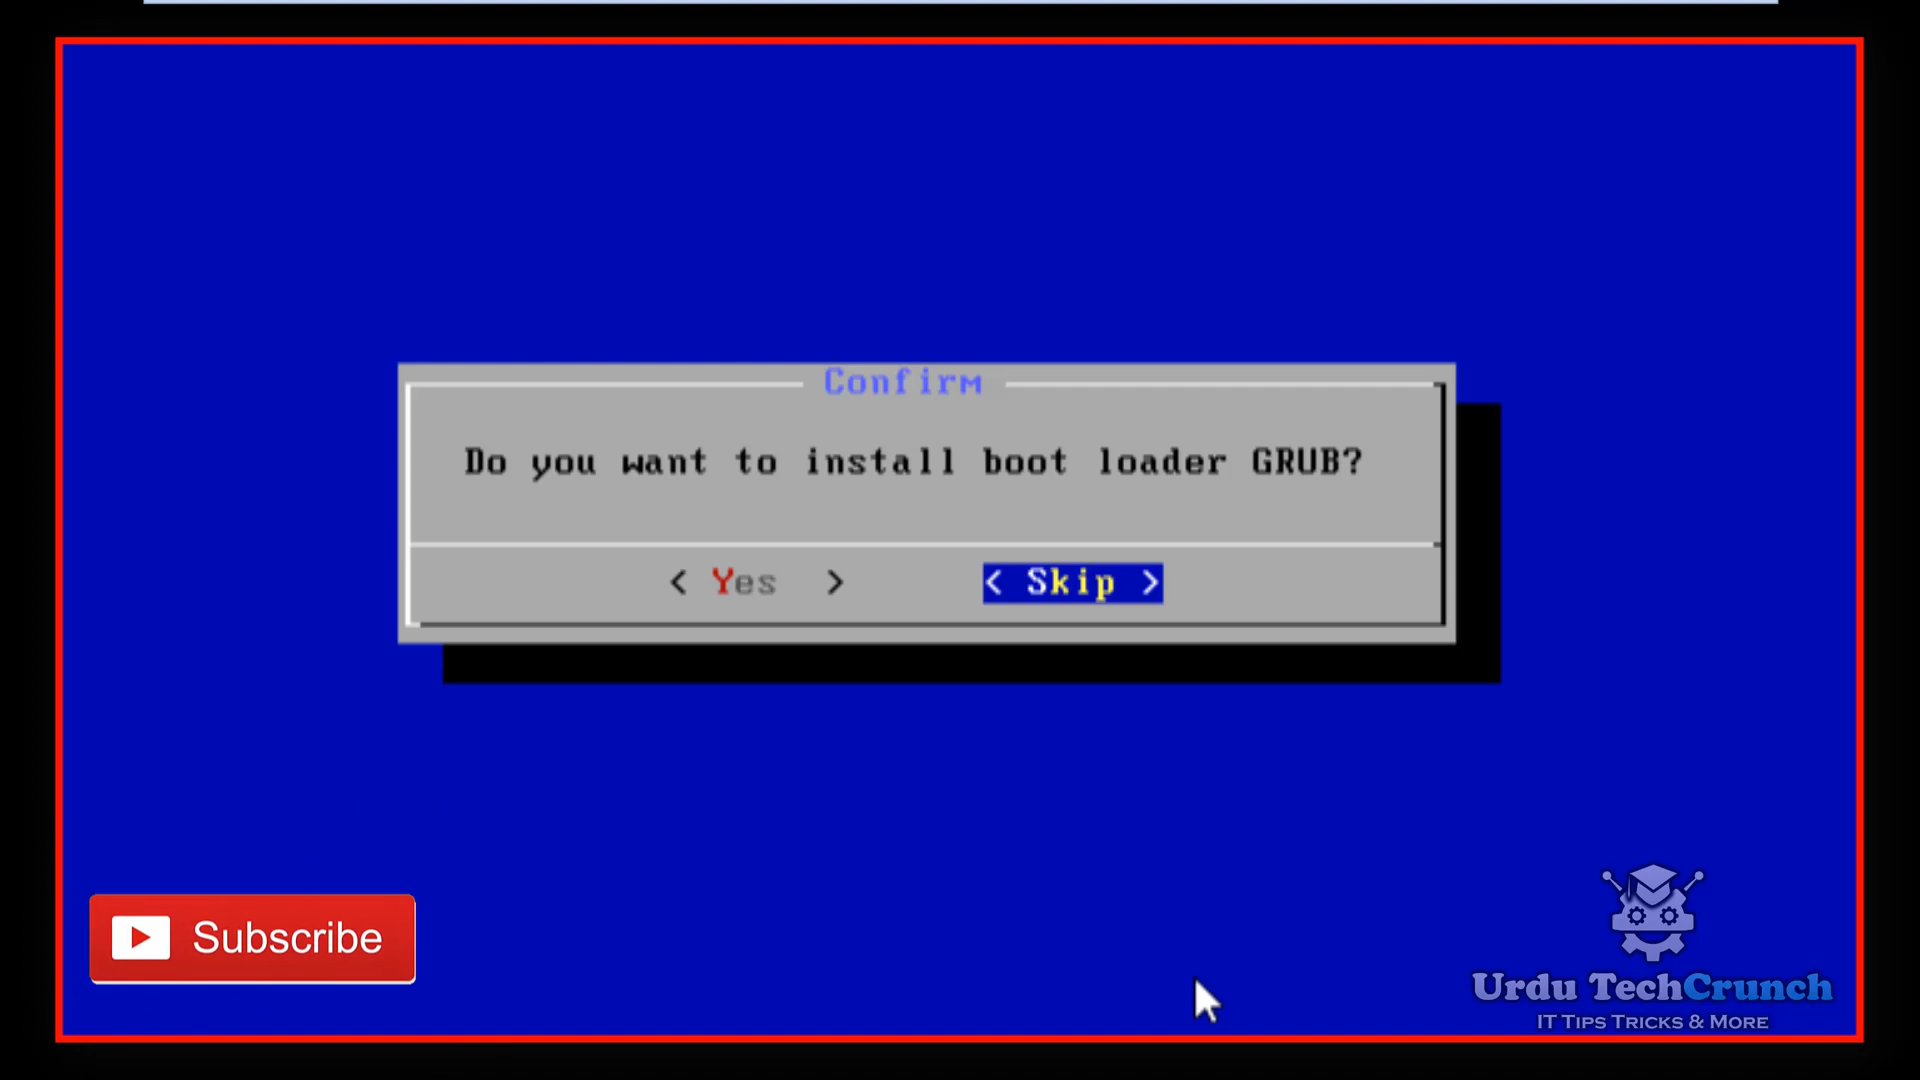 Confirm
Do you want to install boot loader GRUB?
< Yes > < Skip >
Subscribe
Urdu TechCrunch
IT Tips Tricks & More